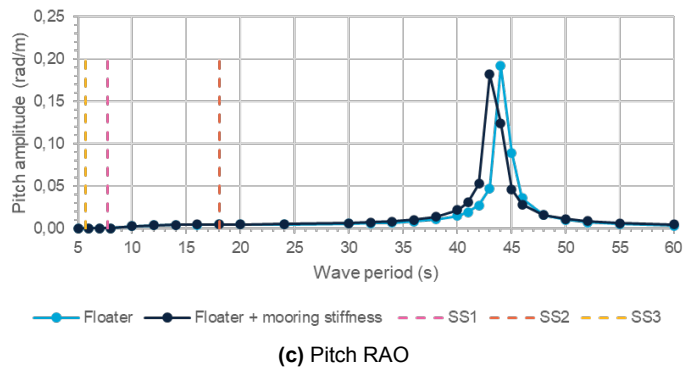 0,25
0,20
0,15
0,10
0,05
0,00
Pitch amplitude (rad/m)
5 10 15 20 25 30 35 40 45 50 55 60
Wave period (s)
Floater Floater + mooring stiffness SS1 SS2 SS3
(c) Pitch RAO